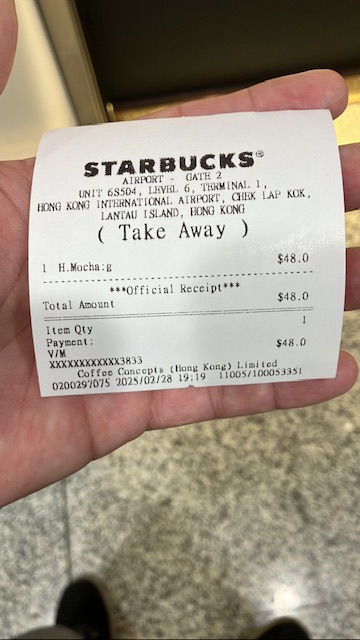 STARBUCKS®
AIRPORT - GATE 2
UNIT 6S504, LEVEL 6, TERMINAL 1,
HONG KONG INTERNATIONAL AIRPORT, CHEK LAP KOK,
LANTAU ISLAND, HONG KONG
( Take Away )
1 H.Mocha:g $48.0
***Official Receipt***
Total Amount $48.0
Item Qty 1
Payment:
V/M $48.0
XXXXXXXXXXXX3833
Coffee Concepts (Hong Kong) Limited
0200297075 2025/02/28 19:19 11005/100053351